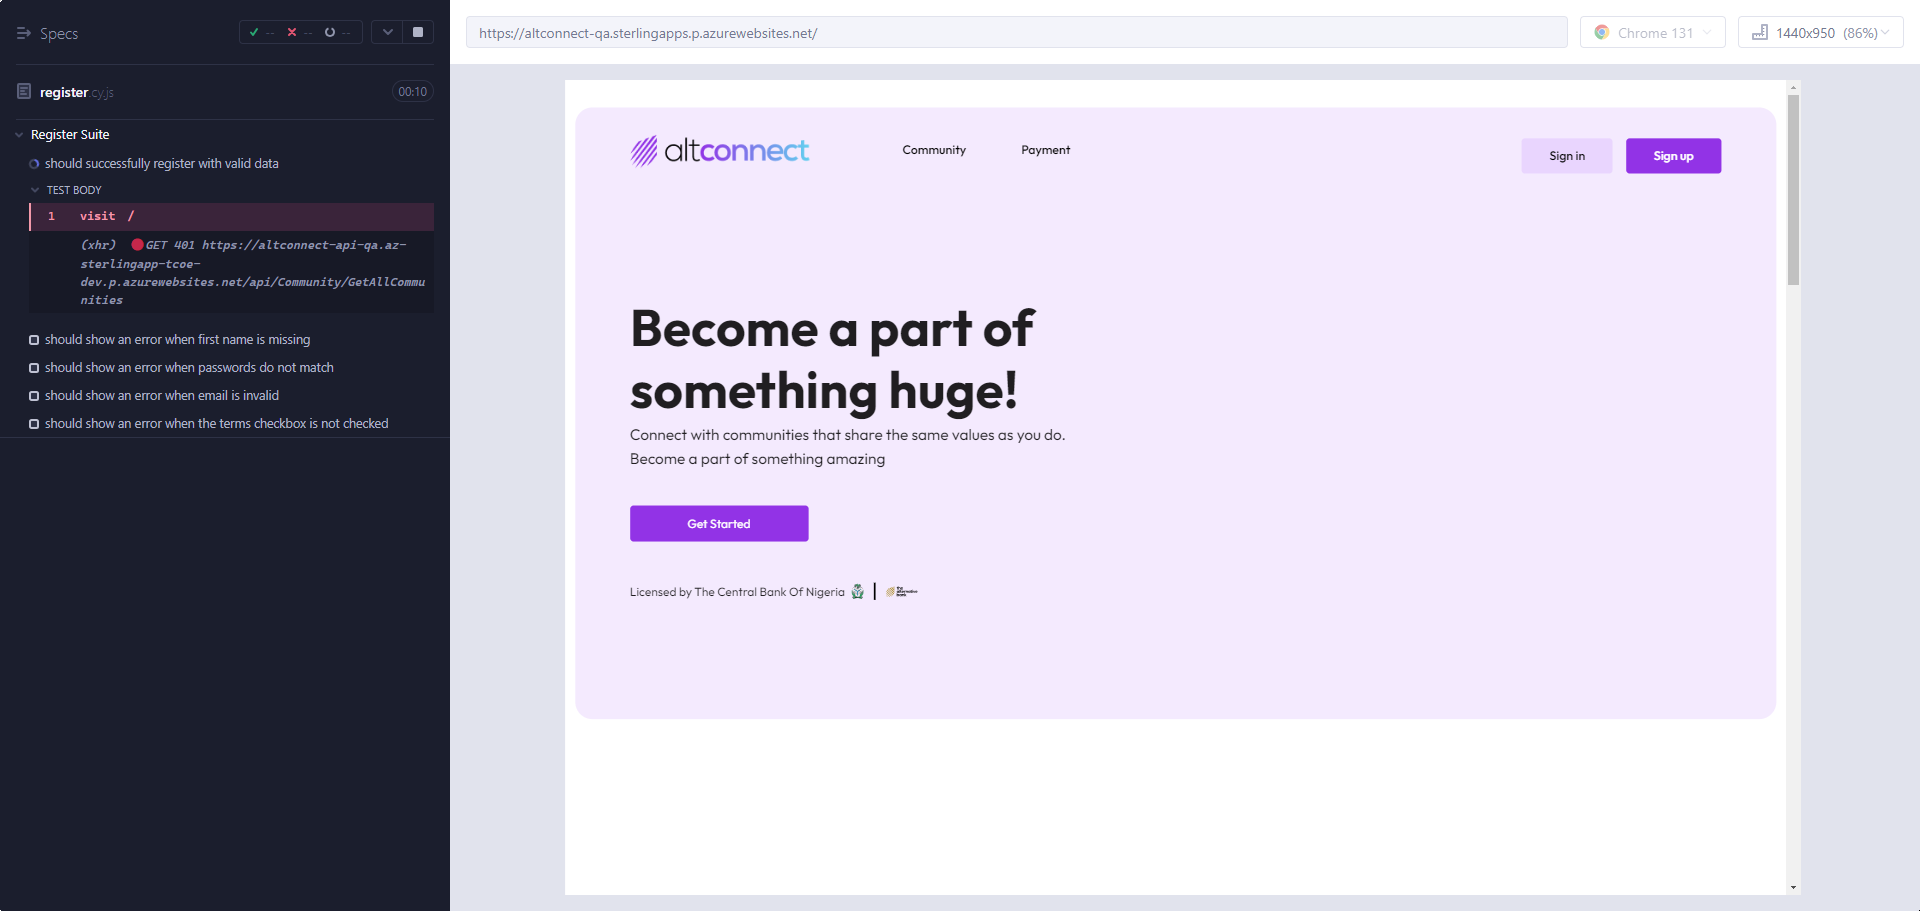 Specs
-- -- --
register.cy.js
00:10
Register Suite
should successfully register with valid data
TEST BODY
1 visit /
(xhr) GET 401 https://altconnect-api-qa.az-
sterlingapp-tcoe-
dev.p.azurewebsites.net/api/Community/GetAllCommu
nities
should show an error when first name is missing
should show an error when passwords do not match
should show an error when email is invalid
should show an error when the terms checkbox is not checked
https://altconnect-qa.sterlingapps.p.azurewebsites.net/
Chrome 131
1440x950 (86%)
altconnect
Community
Payment
Sign in
Sign up
Become a part of
something huge!
Connect with communities that share the same values as you do.
Become a part of something amazing
Get Started
Licensed by The Central Bank Of Nigeria
the
alternative
bank